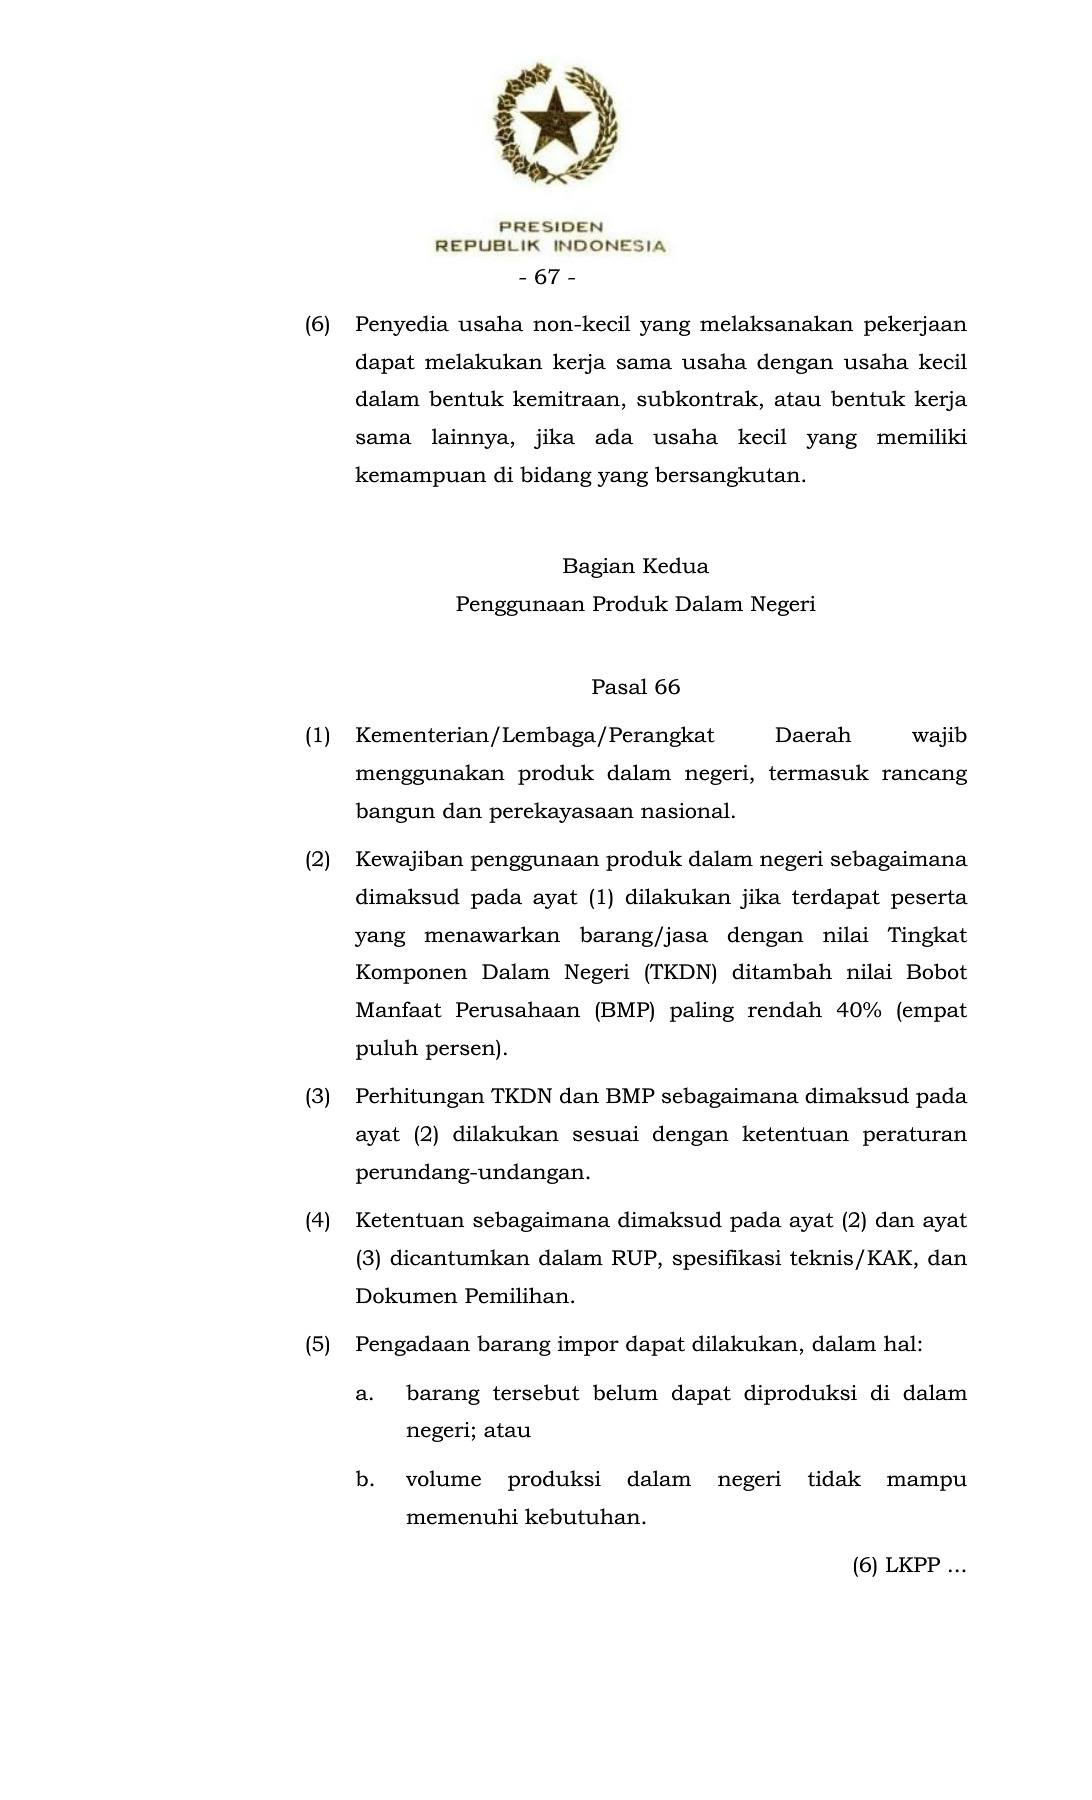 PRESIDEN
REPUBLIK INDONESIA
- 67 -
(6) Penyedia usaha non-kecil yang melaksanakan pekerjaan
dapat melakukan kerja sama usaha dengan usaha kecil
dalam bentuk kemitraan, subkontrak, atau bentuk kerja
sama lainnya, jika ada usaha kecil yang memiliki
kemampuan di bidang yang bersangkutan.
Bagian Kedua
Penggunaan Produk Dalam Negeri
Pasal 66
(1) Kementerian/Lembaga/Perangkat Daerah wajib
menggunakan produk dalam negeri, termasuk rancang
bangun dan perekayasaan nasional.
(2) Kewajiban penggunaan produk dalam negeri sebagaimana
dimaksud pada ayat (1) dilakukan jika terdapat peserta
yang menawarkan barang/jasa dengan nilai Tingkat
Komponen Dalam Negeri (TKDN) ditambah nilai Bobot
Manfaat Perusahaan (BMP) paling rendah 40% (empat
puluh persen).
(3) Perhitungan TKDN dan BMP sebagaimana dimaksud pada
ayat (2) dilakukan sesuai dengan ketentuan peraturan
perundang-undangan.
(4) Ketentuan sebagaimana dimaksud pada ayat (2) dan ayat
(3) dicantumkan dalam RUP, spesifikasi teknis/KAK, dan
Dokumen Pemilihan.
(5) Pengadaan barang impor dapat dilakukan, dalam hal:
a. barang tersebut belum dapat diproduksi di dalam
negeri; atau
b. volume produksi dalam negeri tidak mampu
memenuhi kebutuhan.
(6) LKPP ...